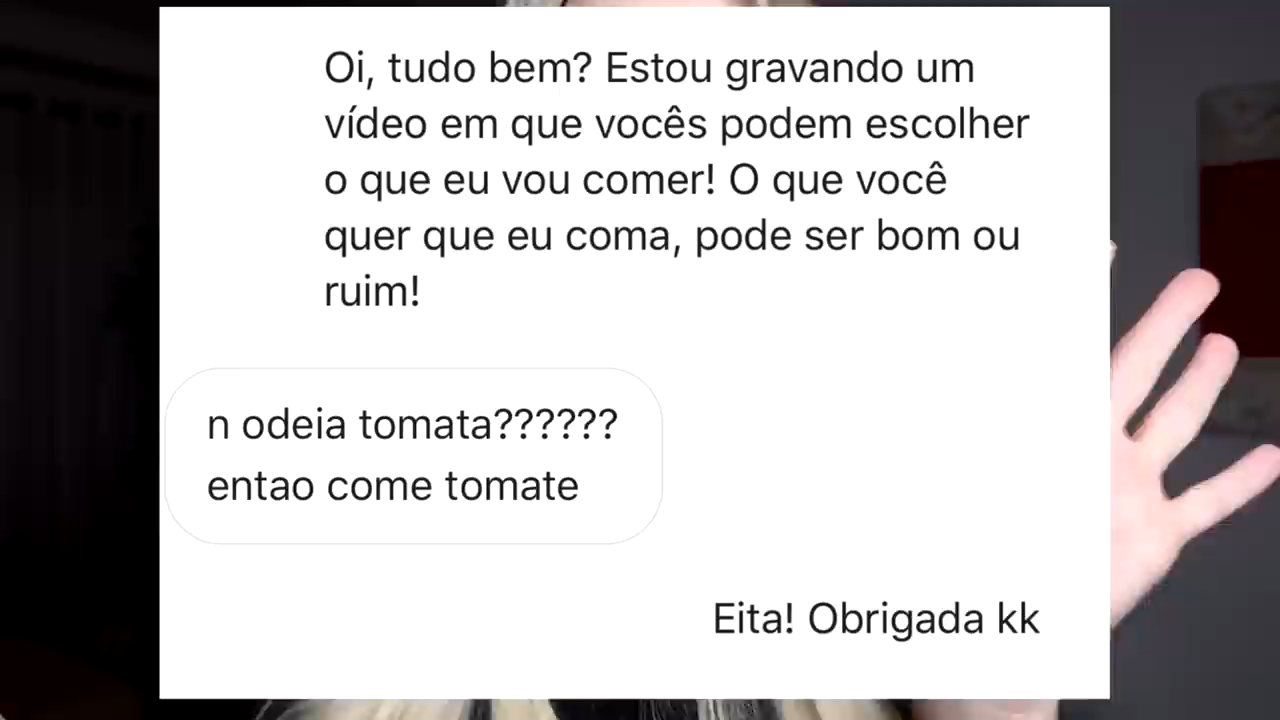 Oi, tudo bem? Estou gravando um
vídeo em que vocês podem escolher
o que eu vou comer! O que você
quer que eu coma, pode ser bom ou
ruim!
n odeia tomata??????
entao come tomate
Eita! Obrigada kk